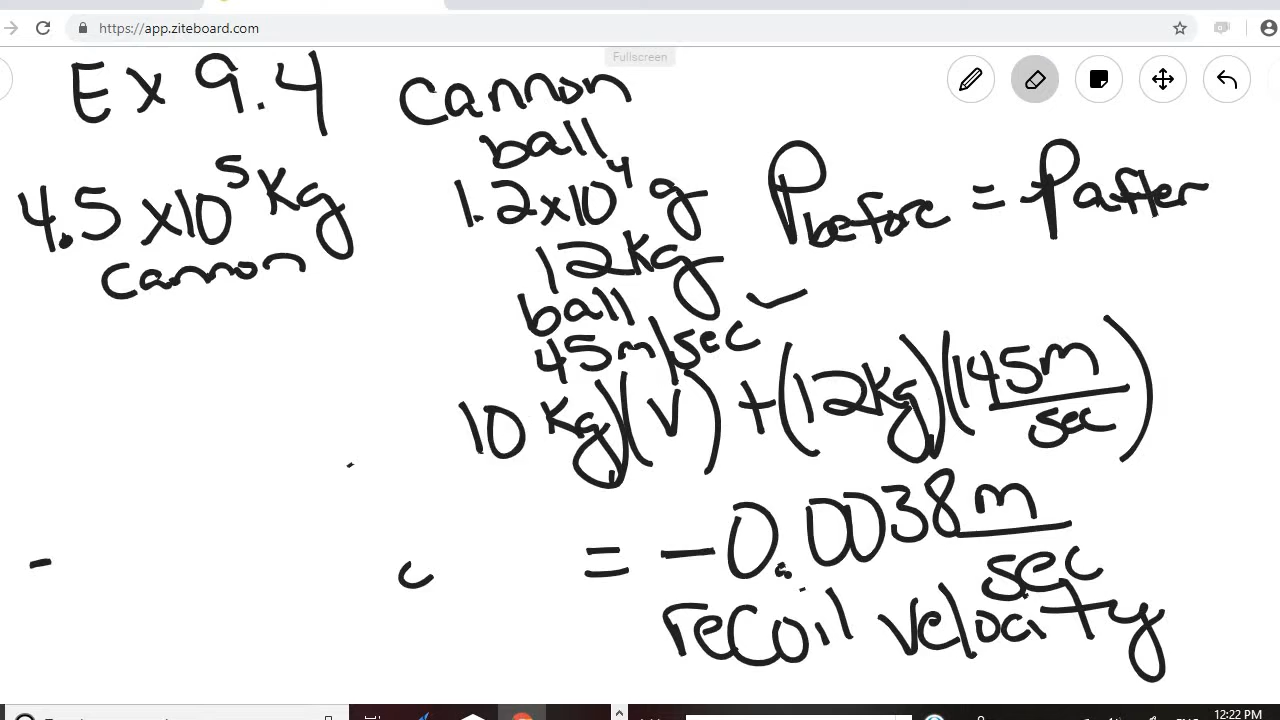 https://app.ziteboard.com
Fullscreen
Ex 9.4
cannon
ball
4.5 x10^5 Kg
cannon
1.2x10^4 g
12Kg
ball
45m/sec
Pbefore = Pafter
10 Kg)(V) + (12Kg)(145m/sec)
= -0.0038m/sec
recoil velocity
12:22 PM